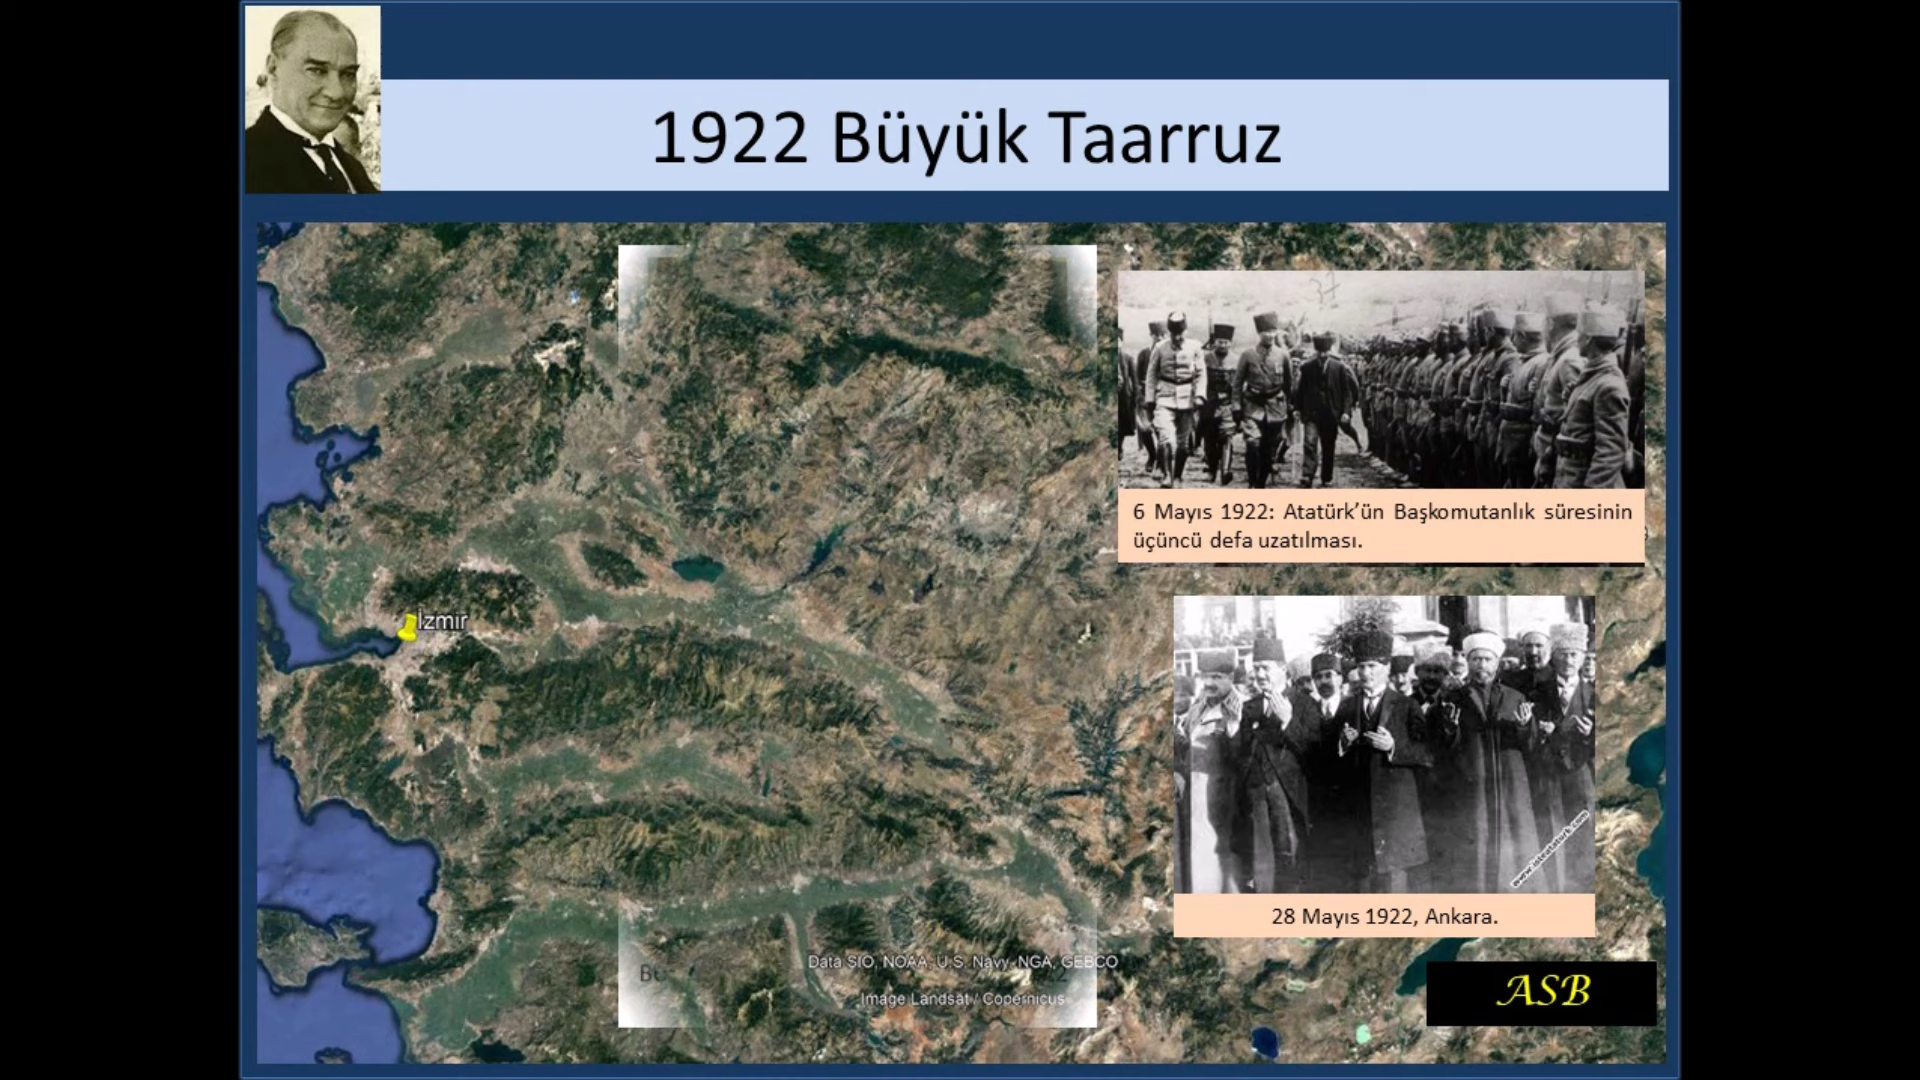 1922 Büyük Taarruz
37
6 Mayıs 1922: Atatürk’ün Başkomutanlık süresinin
üçüncü defa uzatılması.
İzmir
28 Mayıs 1922, Ankara.
Data SIO, NOAA, U.S. Navy, NGA, GEBCO
Image Landsat / Copernicus
ASB